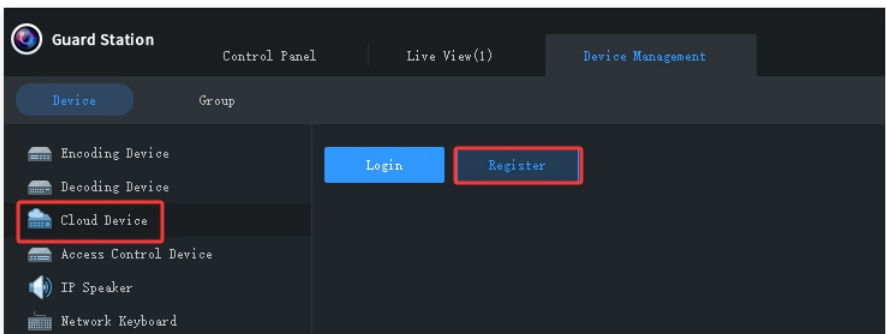 Guard Station
Control Panel
Live View(1)
Device Management
Device
Group
Encoding Device
Decoding Device
Cloud Device
Access Control Device
IP Speaker
Network Keyboard
Login
Register